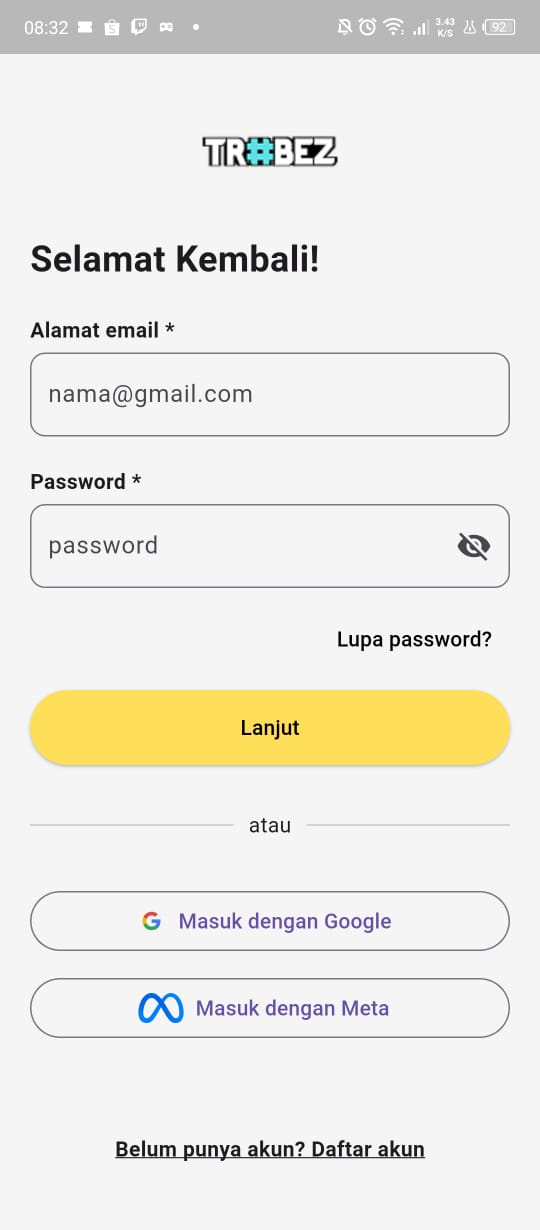 08:32 3.43 K/S 92
TR#BEZ
Selamat Kembali!
Alamat email *
nama@gmail.com
Password *
password
Lupa password?
Lanjut
atau
Masuk dengan Google
Masuk dengan Meta
Belum punya akun? Daftar akun